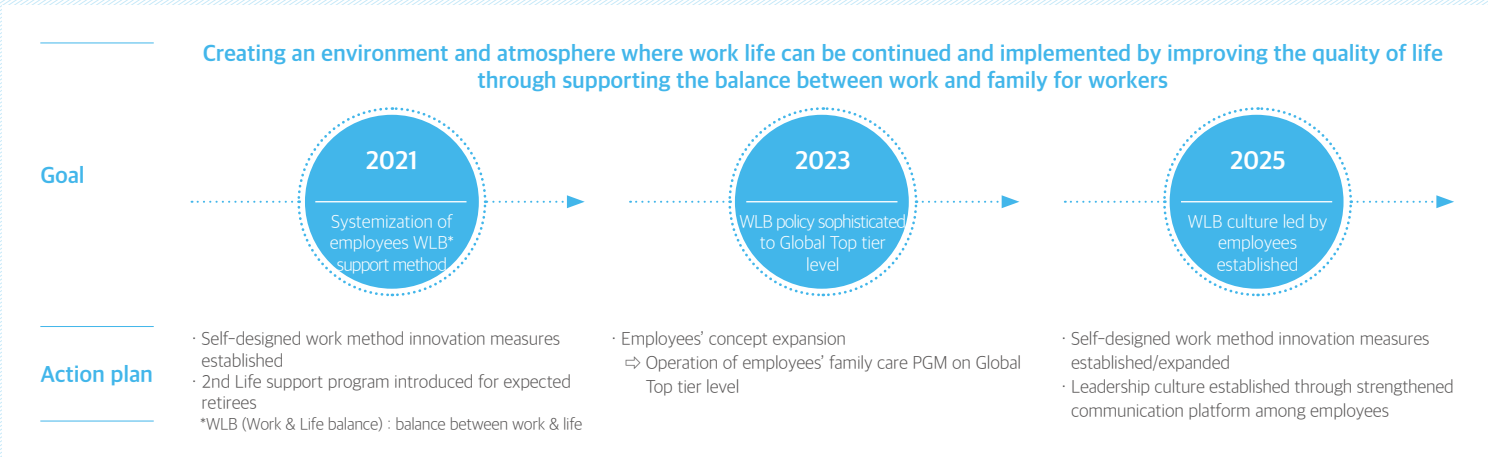 Creating an environment and atmosphere where work life can be continued and implemented by improving the quality of life
through supporting the balance between work and family for workers
Goal
2021
Systemization of
employees WLB*
support method
2023
WLB policy sophisticated
to Global Top tier
level
2025
WLB culture led by
employees
established
Action plan
· Self-designed work method innovation measures
established
· 2nd Life support program introduced for expected
retirees
*WLB (Work & Life balance) : balance between work & life
· Employees' concept expansion
⇨ Operation of employees' family care PGM on Global
Top tier level
· Self-designed work method innovation measures
established/expanded
· Leadership culture established through strengthened
communication platform among employees